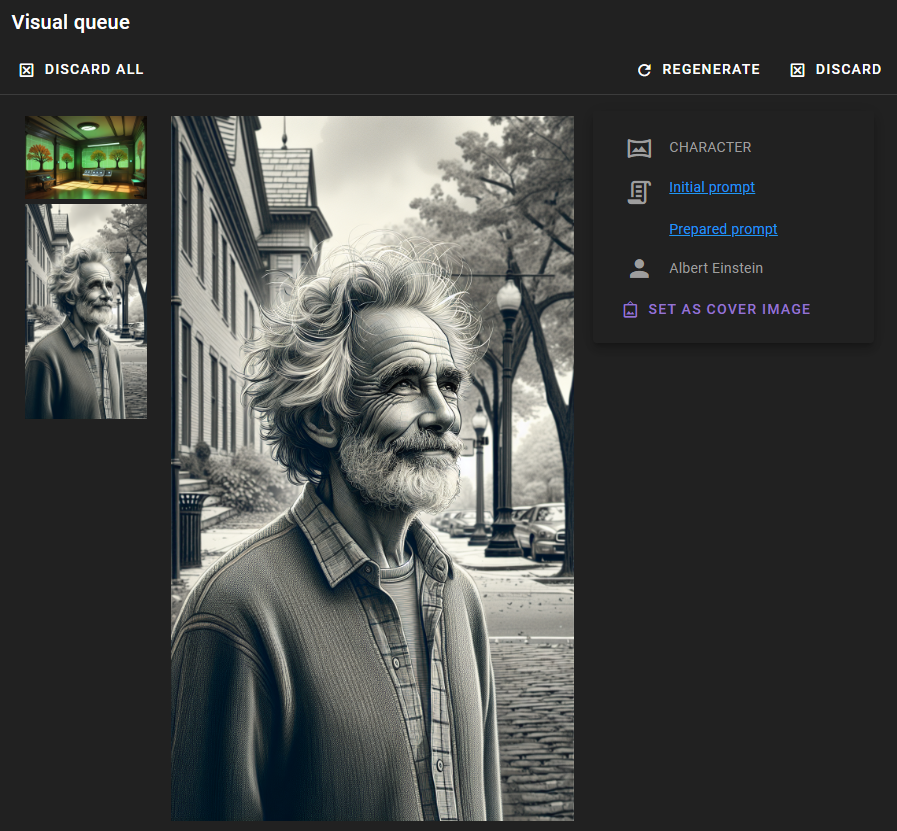 Visual queue
DISCARD ALL
REGENERATE
DISCARD
CHARACTER
Initial prompt
Prepared prompt
Albert Einstein
SET AS COVER IMAGE